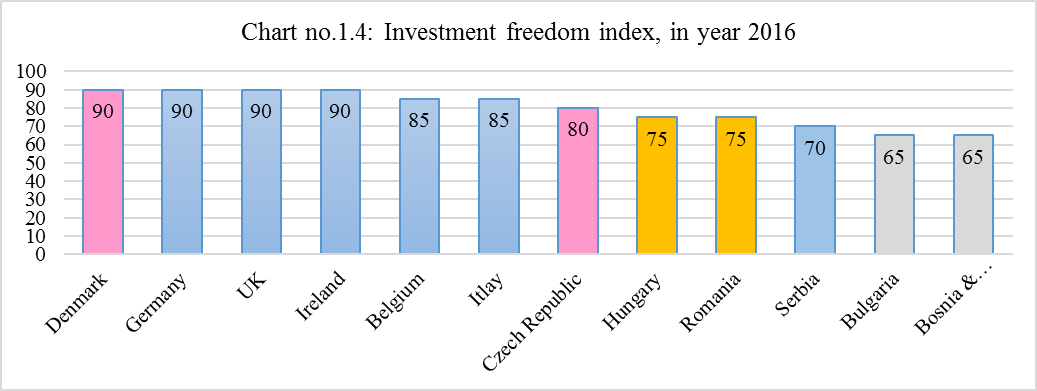 Chart no.1.4: Investment freedom index, in year 2016
100
90
80
70
60
50
40
30
20
10
0
90
90
90
90
85
85
80
75
75
70
65
65
Denmark
Germany
UK
Ireland
Belgium
Itlay
Czech Republic
Hungary
Romania
Serbia
Bulgaria
Bosnia &...